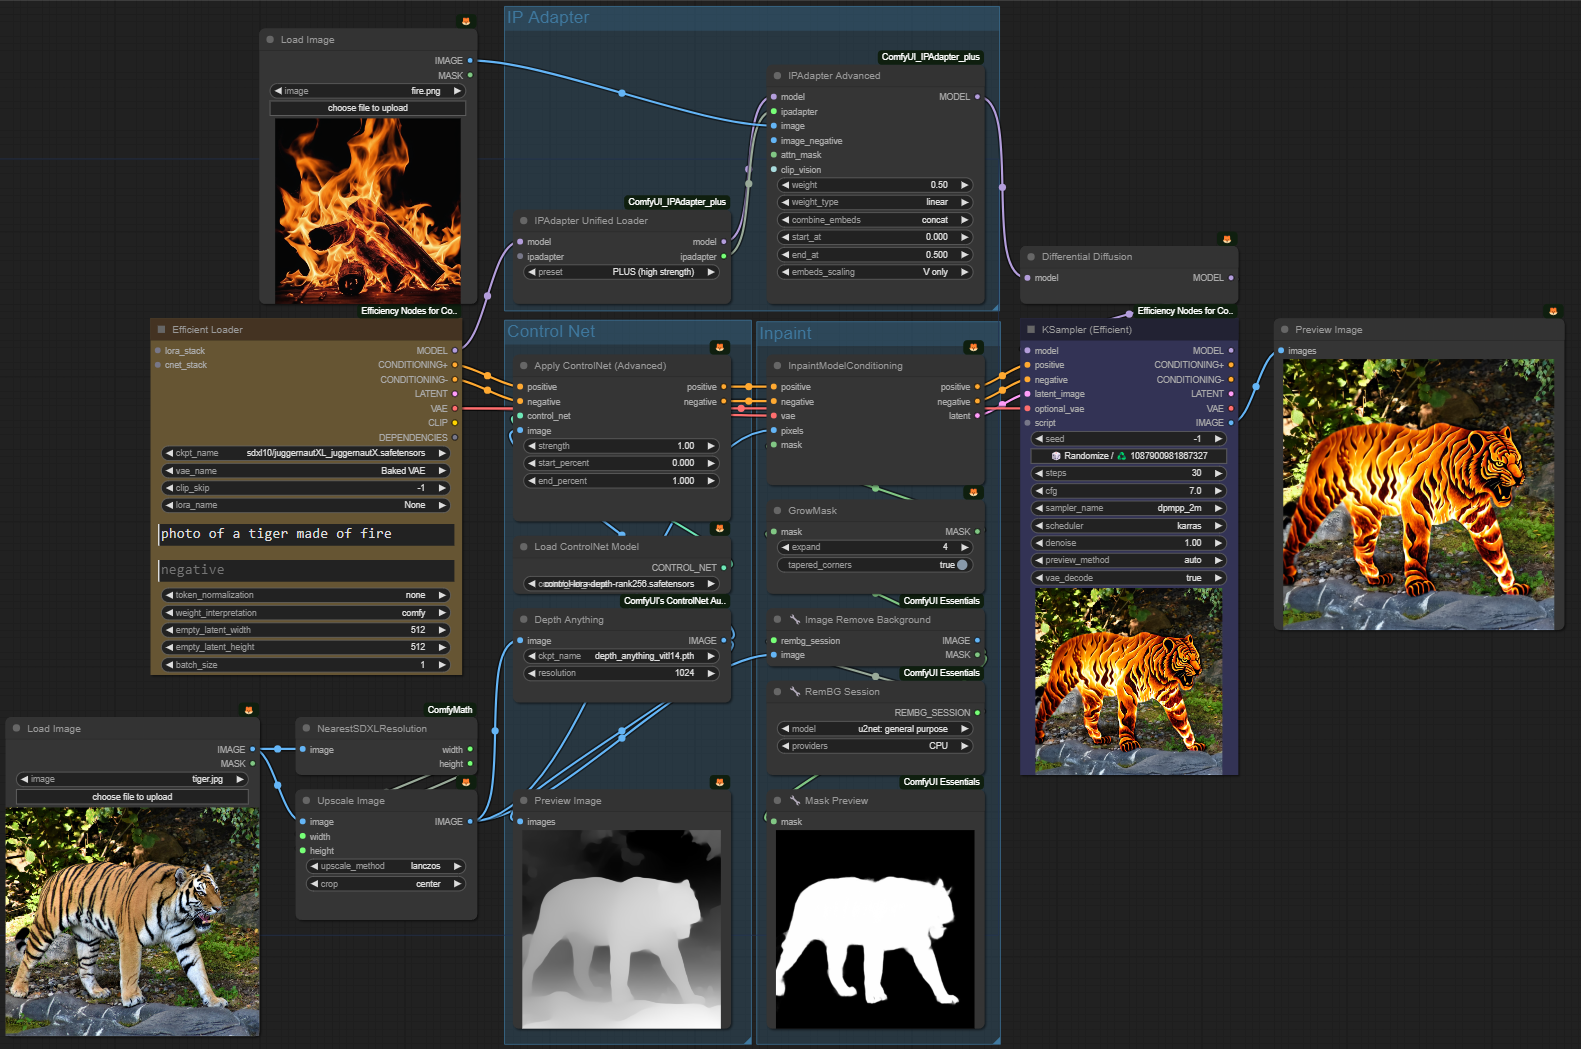 IP Adapter
Load Image
IMAGE
MASK
image fire.png
choose file to upload
ComfyUI_IPAdapter_plus
IPAdapter Advanced
model MODEL
ipadapter
image
image_negative
attn_mask
clip_vision
weight 0.50
weight_type linear
combine_embeds concat
start_at 0.000
end_at 0.500
embeds_scaling V only
ComfyUI_IPAdapter_plus
IPAdapter Unified Loader
model model
ipadapter ipadapter
preset PLUS (high strength)
Differential Diffusion
model MODEL
Efficiency Nodes for Co..
Efficient Loader
lora_stack MODEL
cnet_stack CONDITIONING+
CONDITIONING-
LATENT
VAE
CLIP
DEPENDENCIES
ckpt_name sdxl10/juggernautXL_juggernautX.safetensors
vae_name Baked VAE
clip_skip -1
lora_name None
photo of a tiger made of fire
negative
token_normalization none
weight_interpretation comfy
empty_latent_width 512
empty_latent_height 512
batch_size 1
Control Net
Apply ControlNet (Advanced)
positive positive
negative negative
control_net
image
strength 1.00
start_percent 0.000
end_percent 1.000
Load ControlNet Model
CONTROL_NET
control-lora-depth-rank256.safetensors
ComfyUI's ControlNet Au..
Depth Anything
image IMAGE
ckpt_name depth_anything_vitl14.pth
resolution 1024
Preview Image
images
Inpaint
InpaintModelConditioning
positive positive
negative negative
vae latent
pixels
mask
GrowMask
mask MASK
expand 4
tapered_corners true
ComfyUI Essentials
Image Remove Background
rembg_session IMAGE
image MASK
ComfyUI Essentials
RemBG Session
REMBG_SESSION
model u2net: general purpose
providers CPU
ComfyUI Essentials
Mask Preview
mask
Efficiency Nodes for Co..
KSampler (Efficient)
model MODEL
positive CONDITIONING+
negative CONDITIONING-
latent_image LATENT
optional_vae VAE
script IMAGE
seed -1
Randomize / 1087900981867327
steps 30
cfg 7.0
sampler_name dpmpp_2m
scheduler karras
denoise 1.00
preview_method auto
vae_decode true
Preview Image
images
Load Image
IMAGE
MASK
image tiger.jpg
choose file to upload
ComfyMath
NearestSDXLResolution
image width
height
Upscale Image
image IMAGE
width
height
upscale_method lanczos
crop center